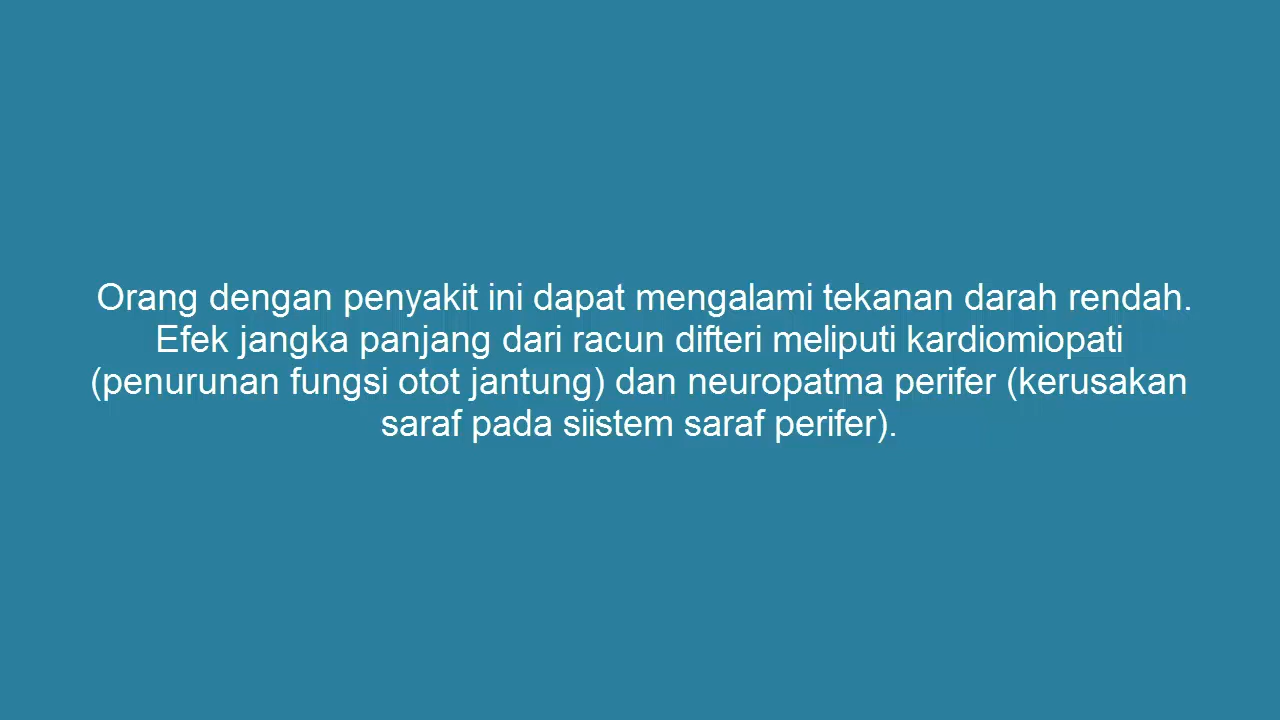 Orang dengan penyakit ini dapat mengalami tekanan darah rendah.
Efek jangka panjang dari racun difteri meliputi kardiomiopati
(penurunan fungsi otot jantung) dan neuropatma perifer (kerusakan
saraf pada siistem saraf perifer).